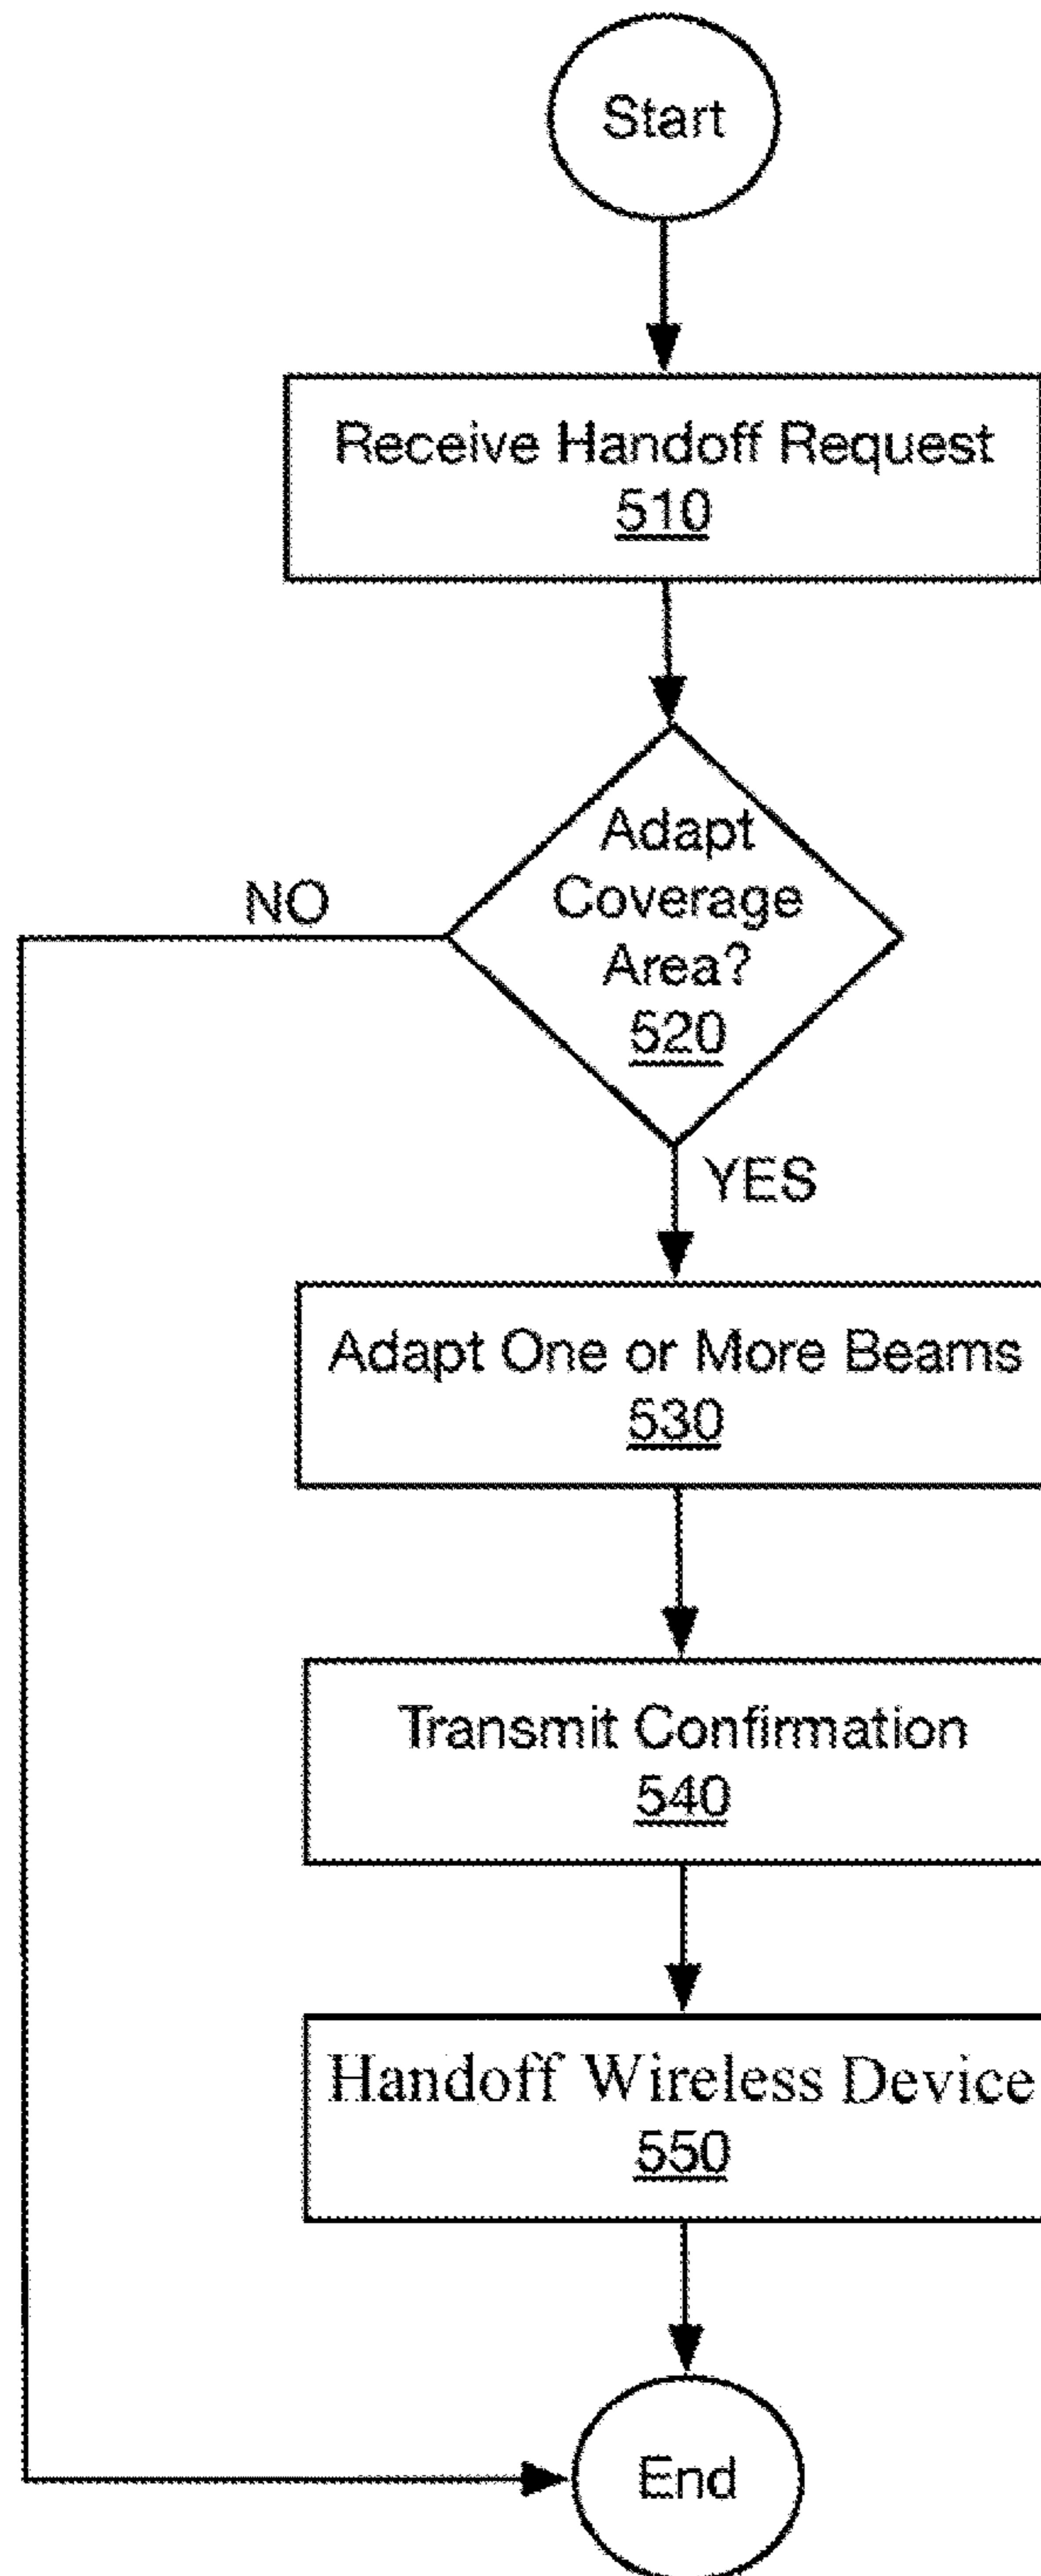 Start
Receive Handoff Request
510
Adapt
Coverage
Area?
520
NO
YES
Adapt One or More Beams
530
Transmit Confirmation
540
Handoff Wireless Device
550
End